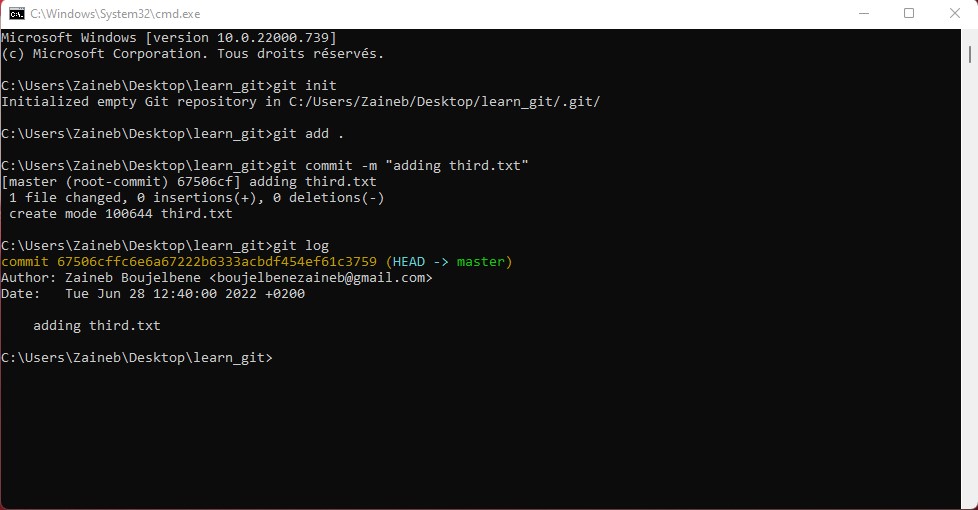 C:\Windows\System32\cmd.exe
Microsoft Windows [version 10.0.22000.739]
(c) Microsoft Corporation. Tous droits réservés.
C:\Users\Zaineb\Desktop\learn_git>git init
Initialized empty Git repository in C:/Users/Zaineb/Desktop/learn_git/.git/
C:\Users\Zaineb\Desktop\learn_git>git add .
C:\Users\Zaineb\Desktop\learn_git>git commit -m "adding third.txt"
[master (root-commit) 67506cf] adding third.txt
 1 file changed, 0 insertions(+), 0 deletions(-)
 create mode 100644 third.txt
C:\Users\Zaineb\Desktop\learn_git>git log
commit 67506cffc6e6a67222b6333acbdf454ef61c3759 (HEAD -> master)
Author: Zaineb Boujelbene <boujelbenezaineb@gmail.com>
Date:   Tue Jun 28 12:40:00 2022 +0200
    adding third.txt
C:\Users\Zaineb\Desktop\learn_git>